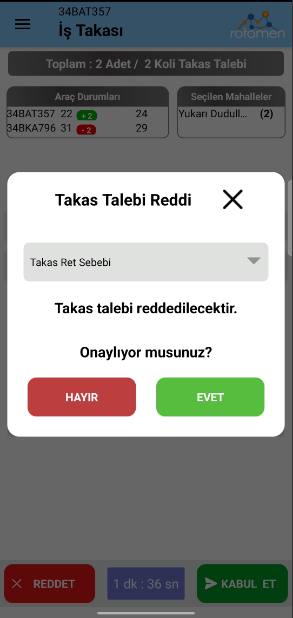 34BAT357
İş Takası
rotamen
Toplam : 2 Adet / 2 Koli Takas Talebi
Araç Durumları
34BAT357 22 +2 24
34BKA796 31 -2 29
Seçilen Mahalleler
Yukarı Dudull... (2)
Takas Talebi Reddi
Takas Ret Sebebi
Takas talebi reddedilecektir.
Onaylıyor musunuz?
HAYIR
EVET
REDDET
1 dk : 36 sn
KABUL ET